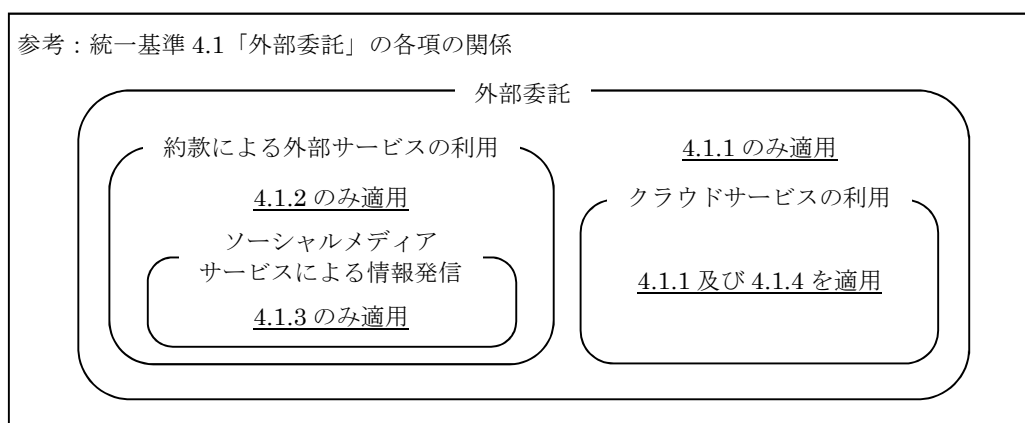 参考：統一基準 4.1「外部委託」の各項の関係
外部委託
約款による外部サービスの利用
4.1.2 のみ適用
ソーシャルメディア
サービスによる情報発信
4.1.3 のみ適用
4.1.1 のみ適用
クラウドサービスの利用
4.1.1 及び 4.1.4 を適用